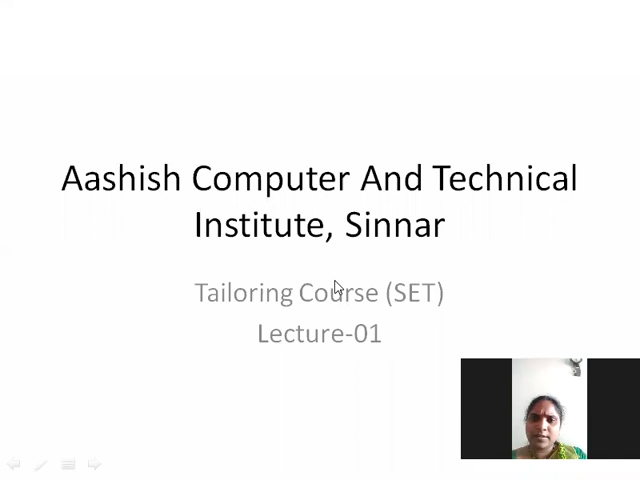 Aashish Computer And Technical
Institute, Sinnar
Tailoring Course (SET)
Lecture-01